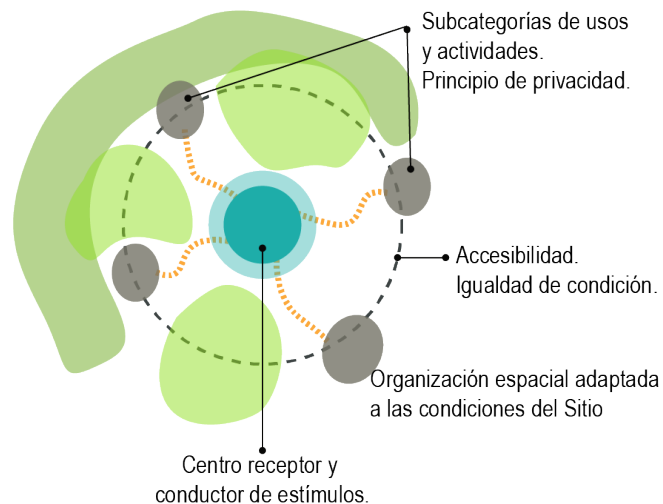 Subcategorías de usos
y actividades.
Principio de privacidad.
Accesibilidad.
Igualdad de condición.
Organización espacial adaptada
a las condiciones del Sitio
Centro receptor y
conductor de estímulos.